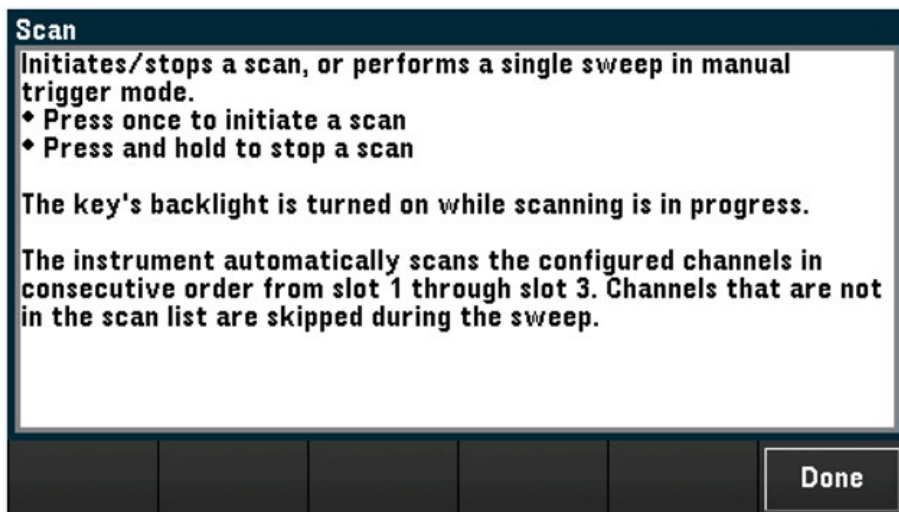 Scan
Initiates/stops a scan, or performs a single sweep in manual
trigger mode.
• Press once to initiate a scan
• Press and hold to stop a scan
The key's backlight is turned on while scanning is in progress.
The instrument automatically scans the configured channels in
consecutive order from slot 1 through slot 3. Channels that are not
in the scan list are skipped during the sweep.
Done